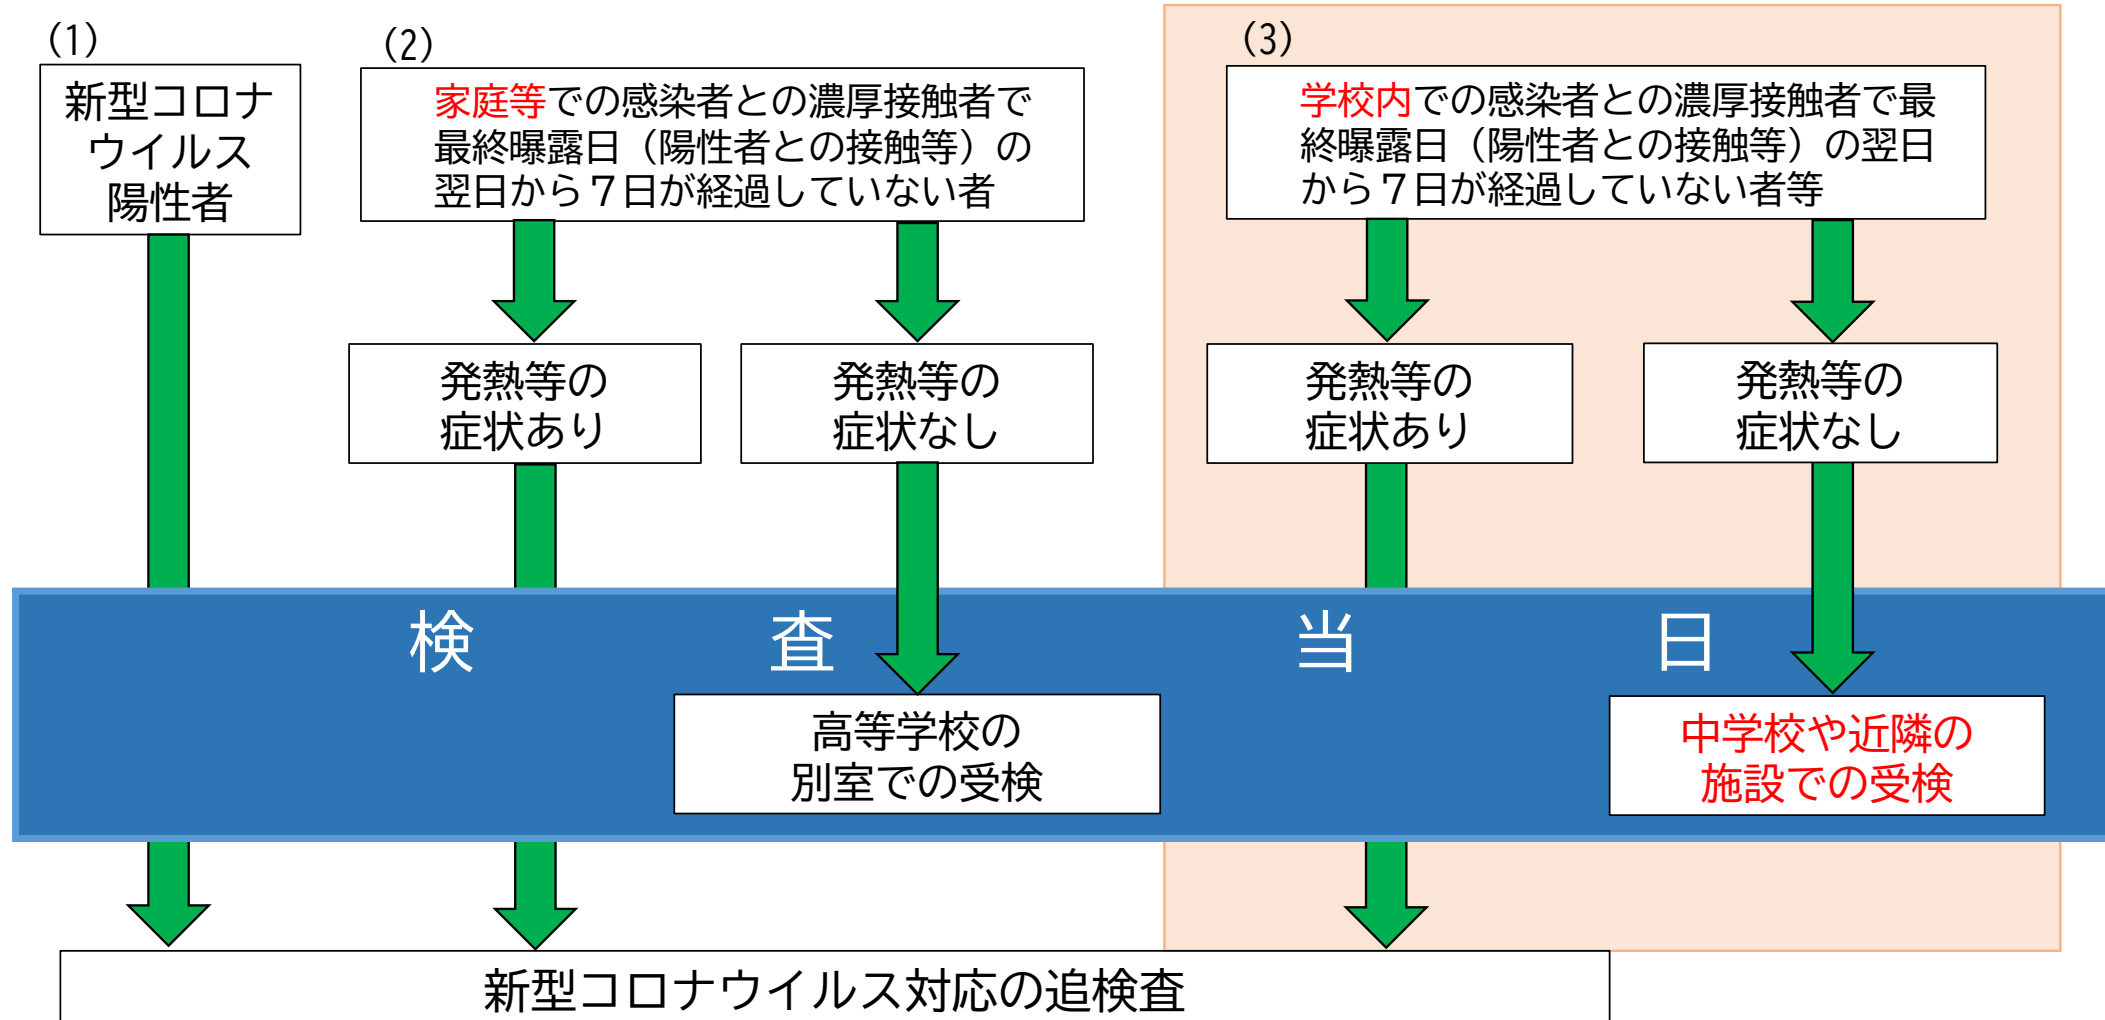 (1)
新型コロナ
ウイルス
陽性者
(2)
家庭等での感染者との濃厚接触者で
最終曝露日（陽性者との接触等）の
翌日から７日が経過していない者
(3)
学校内での感染者との濃厚接触者で最
終曝露日（陽性者との接触等）の翌日
から７日が経過していない者等
発熱等の
症状あり
発熱等の
症状なし
発熱等の
症状あり
発熱等の
症状なし
検査当日
高等学校の
別室での受検
中学校や近隣の
施設での受検
新型コロナウイルス対応の追検査